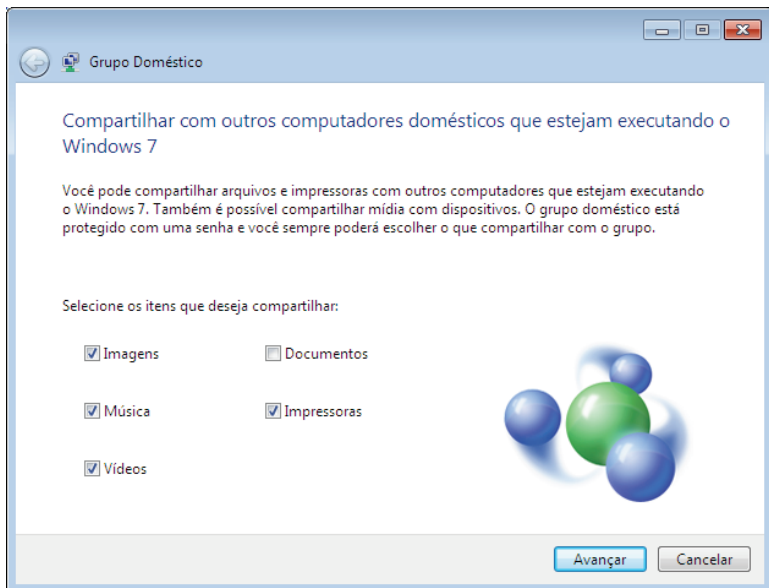 Grupo Doméstico
Compartilhar com outros computadores domésticos que estejam executando o
Windows 7
Você pode compartilhar arquivos e impressoras com outros computadores que estejam executando
o Windows 7. Também é possível compartilhar mídia com dispositivos. O grupo doméstico está
protegido com uma senha e você sempre poderá escolher o que compartilhar com o grupo.
Selecione os itens que deseja compartilhar:
Imagens
Documentos
Música
Impressoras
Vídeos
Avançar
Cancelar